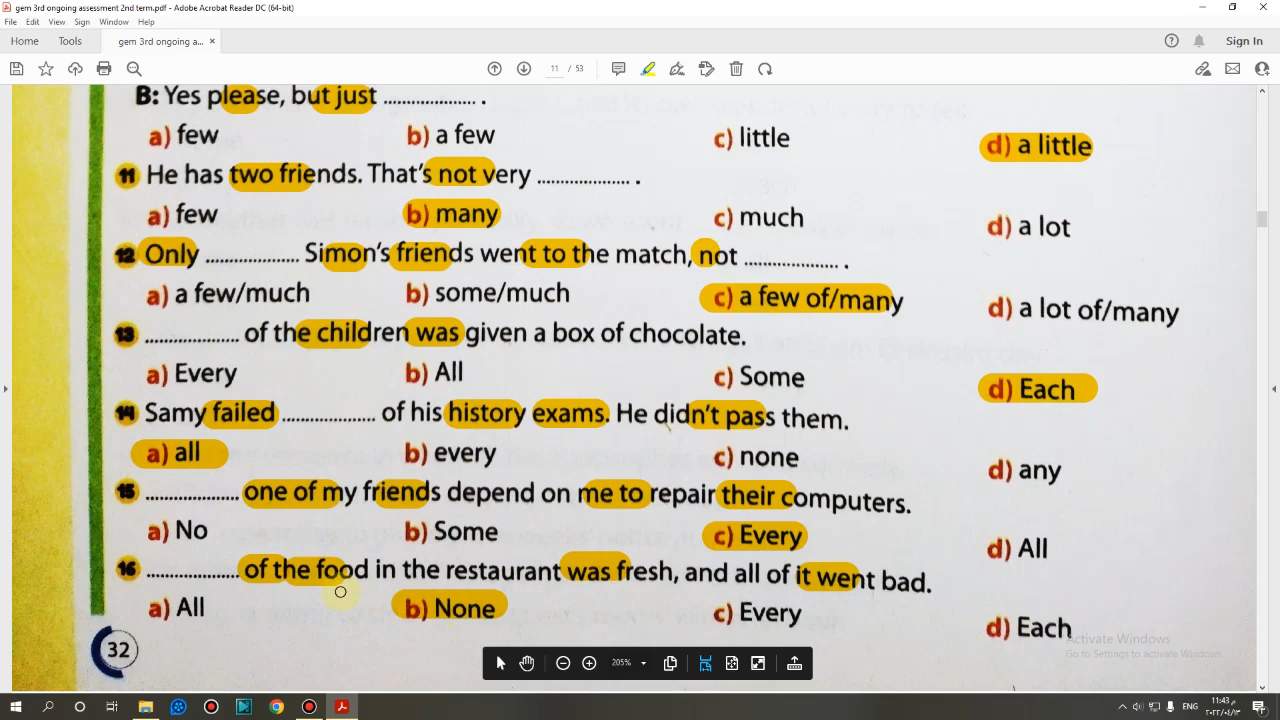 gem 3rd ongoing assessment 2nd term.pdf - Adobe Acrobat Reader DC (64-bit)
File Edit View Sign Window Help
Home Tools gem 3rd ongoing a... × Sign In
11 / 53
B: Yes please, but just .................... .
a) few b) a few c) little d) a little
11 He has two friends. That's not very .................... .
a) few b) many c) much d) a lot
12 Only .................... Simon's friends went to the match, not .................... .
a) a few/much b) some/much c) a few of/many d) a lot of/many
13 .................... of the children was given a box of chocolate.
a) Every b) All c) Some d) Each
14 Samy failed .................... of his history exams. He didn't pass them.
a) all b) every c) none d) any
15 .................... one of my friends depend on me to repair their computers.
a) No b) Some c) Every d) All
16 .................... of the food in the restaurant was fresh, and all of it went bad.
a) All b) None c) Every d) Each
32
Activate Windows
Go to Settings to activate Windows.
205%
ENG 11:43 م